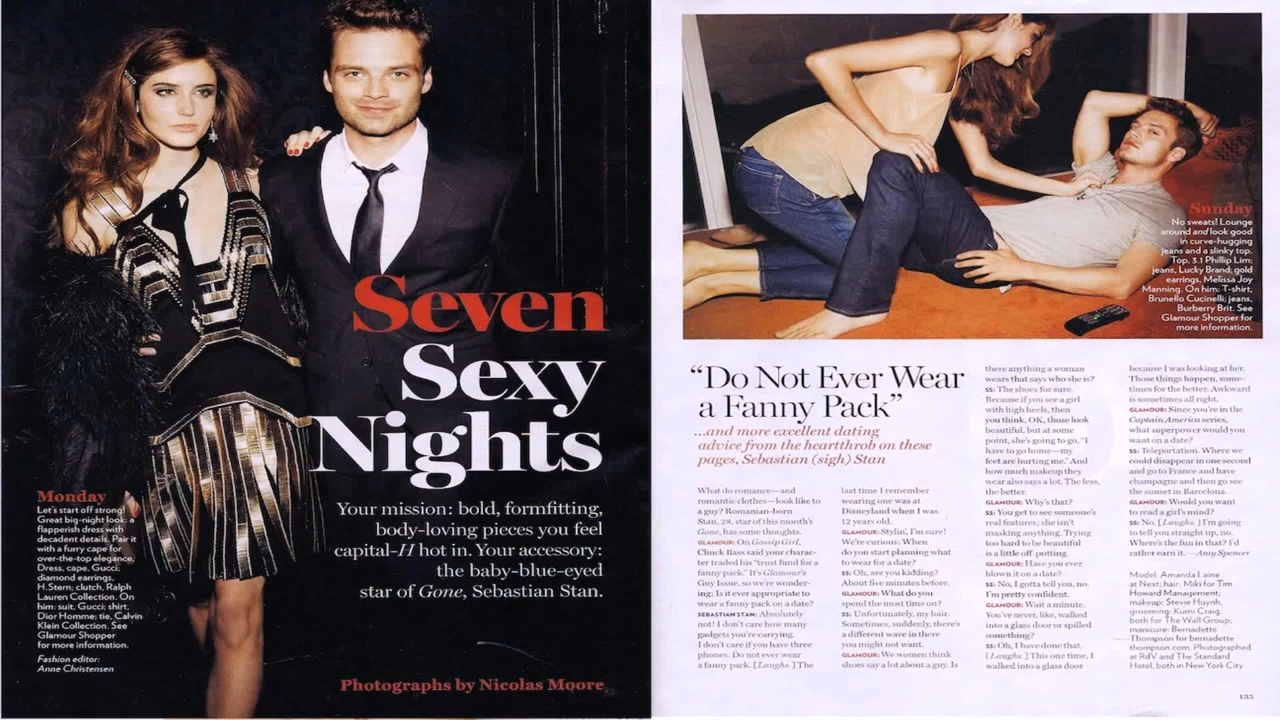 Seven
Sexy
Nights
Your mission: bold, formfitting,
body-loving pieces you feel
capital-H hot in. Your accessory:
the baby-blue-eyed
star of Gone, Sebastian Stan.
Photographs by Nicolas Moore
Monday
Let's start off strong!
Great big-night look: a
flapperish dress with
decadent details. Pair it
with a furry cape for
over-the-top elegance.
Dress, cape, Gucci;
diamond earrings,
H.Stern; clutch, Ralph
Lauren Collection. On
him: suit, Gucci; shirt,
Dior Homme; tie, Calvin
Klein Collection. See
Glamour Shopper
for more information.
Fashion editor:
Anne Christensen
Sunday
No sweats! Lounge
around and look good
in curve-hugging
jeans and a slinky top.
Top, 3.1 Phillip Lim;
jeans, Lucky Brand; gold
earrings, Melissa Joy
Manning. On him: T-shirt,
Brunello Cucinelli; jeans,
Burberry Brit. See
Glamour Shopper for
more information.
“Do Not Ever Wear
a Fanny Pack”
...and more excellent dating
advice from the heartthrob on these
pages, Sebastian (sigh) Stan
What do romance—and
romantic clothes—look like to
a guy? Romanian-born
Stan, 28, star of this month's
Gone, has some thoughts.
GLAMOUR: On Gossip Girl,
Chuck Bass said your charac-
ter traded his “trust fund for a
fanny pack.” It's Glamour's
Guy Issue, so we're wonder-
ing: Is it ever appropriate to
wear a fanny pack on a date?
SEBASTIAN STAN: Absolutely
not! I don't care how many
gadgets you're carrying.
I don't care if you have three
phones. Do not ever wear
a fanny pack. [Laughs.] The
last time I remember
wearing one was at
Disneyland when I was
12 years old.
GLAMOUR: Stylin', I'm sure!
We're curious: When
do you start planning what
to wear for a date?
SS: Oh, are you kidding?
About five minutes before.
GLAMOUR: What do you
spend the most time on?
SS: Unfortunately, my hair.
Sometimes, suddenly, there's
a different wave in there
you might not want.
GLAMOUR: We women think
shoes say a lot about a guy. Is
there anything a woman
wears that says who she is?
SS: The shoes for sure.
Because if you see a girl
with high heels, then
you think, OK, those look
beautiful, but at some
point, she's going to go, “I
have to go home—my
feet are hurting me.” And
how much makeup they
wear also says a lot. The less,
the better.
GLAMOUR: Why's that?
SS: You get to see someone's
real features; she isn't
masking anything. Trying
too hard to be beautiful
is a little off-putting.
GLAMOUR: Have you ever
blown it on a date?
SS: No, I gotta tell you, no.
I'm pretty confident.
GLAMOUR: Wait a minute.
You've never, like, walked
into a glass door or spilled
something?
SS: Oh, I have done that.
[Laughs.] This one time, I
walked into a glass door
because I was looking at her.
Those things happen, some-
times for the better. Awkward
is sometimes all right.
GLAMOUR: Since you're in the
Captain America series,
what superpower would you
want on a date?
SS: Teleportation. Where we
could disappear in one second
and go to France and have
champagne and then go see
the sunset in Barcelona.
GLAMOUR: Would you want
to read a girl's mind?
SS: No. [Laughs.] I'm going
to tell you straight up, no.
Where's the fun in that? I'd
rather earn it. —Amy Spencer
Model: Amanda Laine
at Next; hair: Miki for Tim
Howard Management;
makeup: Stevie Huynh,
grooming: Kumi Craig,
both for The Wall Group;
manicure: Bernadette
Thompson for bernadette
thompson.com. Photographed
at RdV and The Standard
Hotel, both in New York City
135